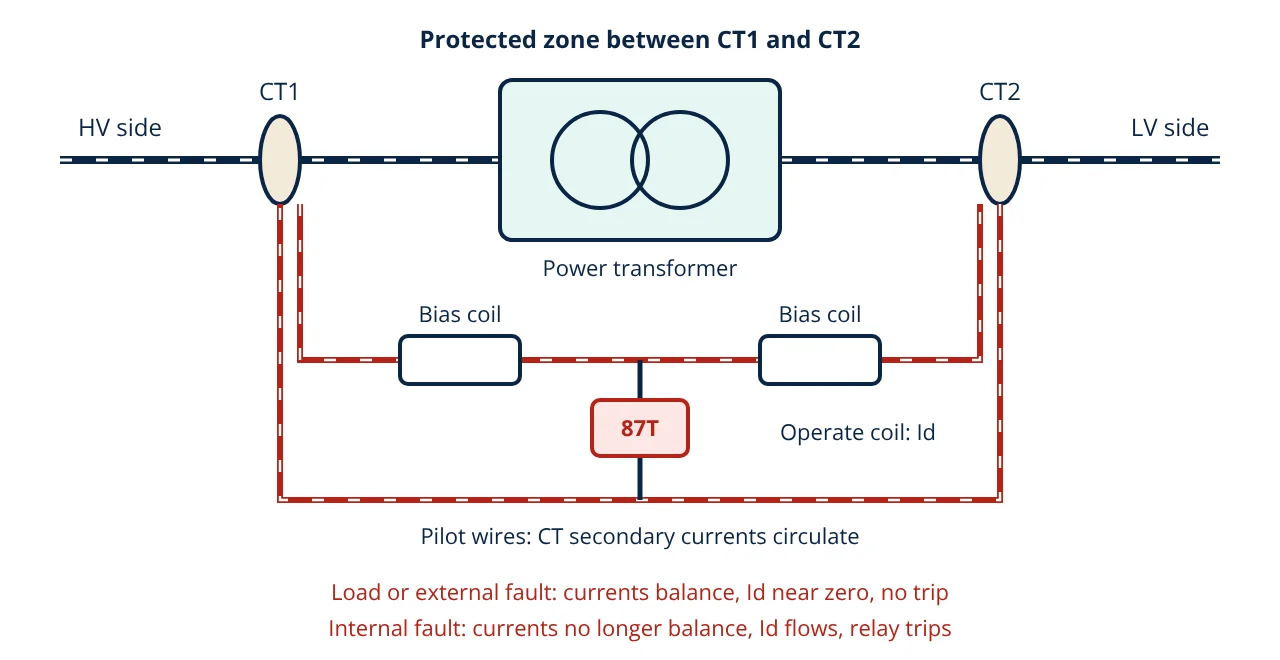 Protected zone between CT1 and CT2
CT1
CT2
HV side
LV side
Power transformer
Bias coil
Bias coil
87T
Operate coil: Id
Pilot wires: CT secondary currents circulate
Load or external fault: currents balance, Id near zero, no trip
Internal fault: currents no longer balance, Id flows, relay trips